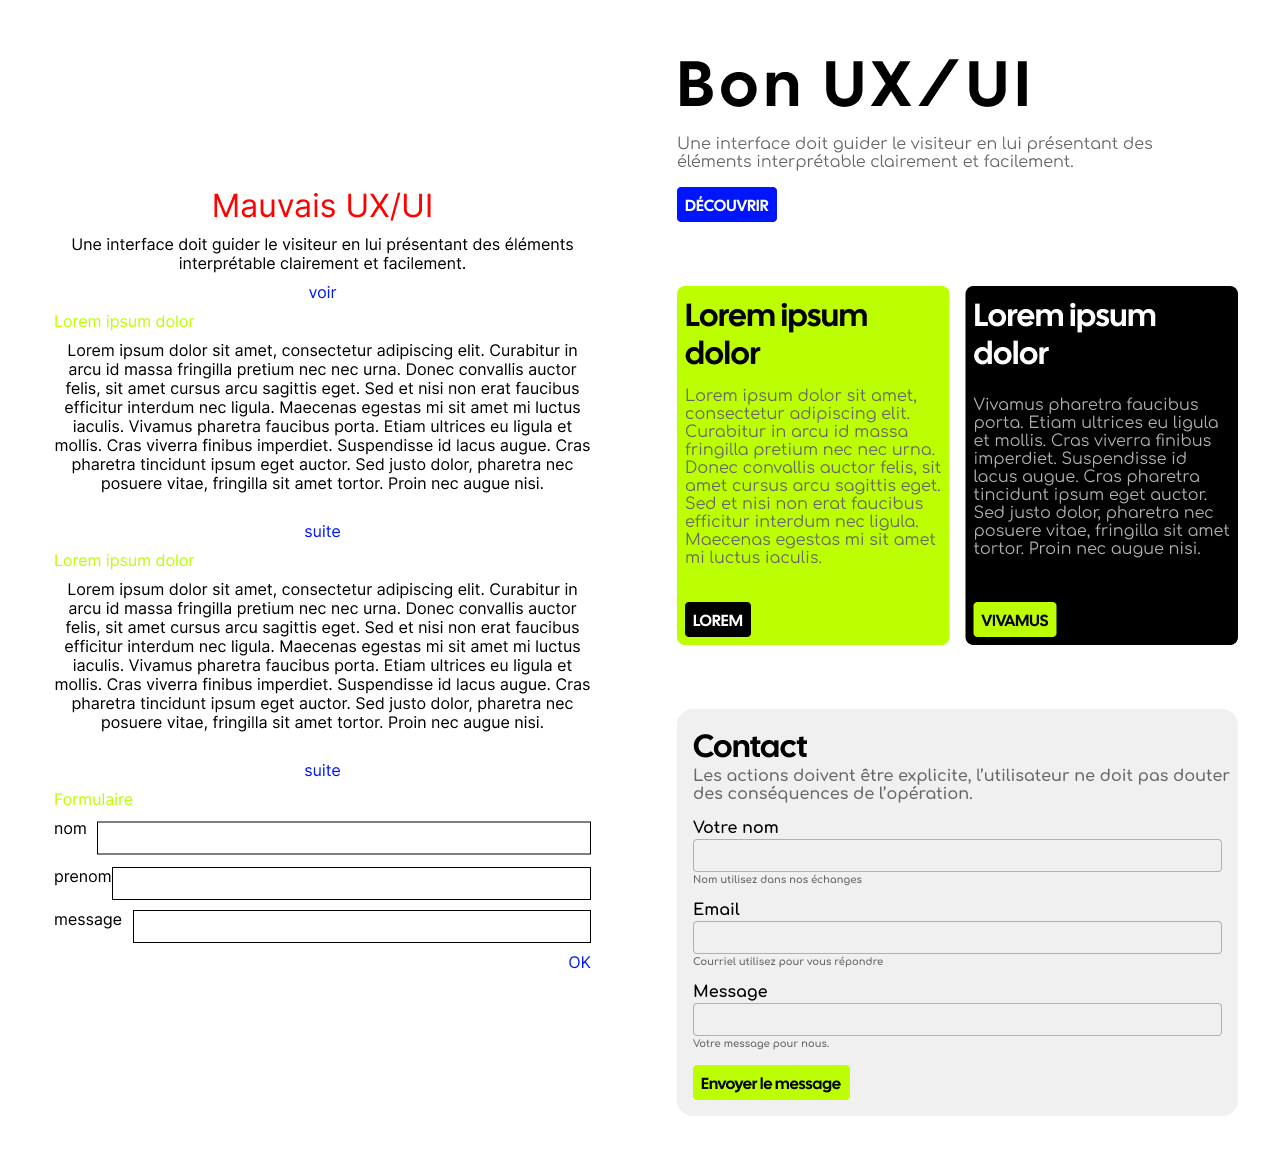 Mauvais UX/UI
Une interface doit guider le visiteur en lui présentant des éléments
interprétable clairement et facilement.
voir
Lorem ipsum dolor
Lorem ipsum dolor sit amet, consectetur adipiscing elit. Curabitur in
arcu id massa fringilla pretium nec nec urna. Donec convallis auctor
felis, sit amet cursus arcu sagittis eget. Sed et nisi non erat faucibus
efficitur interdum nec ligula. Maecenas egestas mi sit amet mi luctus
iaculis. Vivamus pharetra faucibus porta. Etiam ultrices eu ligula et
mollis. Cras viverra finibus imperdiet. Suspendisse id lacus augue. Cras
pharetra tincidunt ipsum eget auctor. Sed justo dolor, pharetra nec
posuere vitae, fringilla sit amet tortor. Proin nec augue nisi.
suite
Lorem ipsum dolor
Lorem ipsum dolor sit amet, consectetur adipiscing elit. Curabitur in
arcu id massa fringilla pretium nec nec urna. Donec convallis auctor
felis, sit amet cursus arcu sagittis eget. Sed et nisi non erat faucibus
efficitur interdum nec ligula. Maecenas egestas mi sit amet mi luctus
iaculis. Vivamus pharetra faucibus porta. Etiam ultrices eu ligula et
mollis. Cras viverra finibus imperdiet. Suspendisse id lacus augue. Cras
pharetra tincidunt ipsum eget auctor. Sed justo dolor, pharetra nec
posuere vitae, fringilla sit amet tortor. Proin nec augue nisi.
suite
Formulaire
nom
prenom
message
OK
Bon UX/UI
Une interface doit guider le visiteur en lui présentant des
éléments interprétable clairement et facilement.
DÉCOUVRIR
Lorem ipsum
dolor
Lorem ipsum dolor sit amet,
consectetur adipiscing elit.
Curabitur in arcu id massa
fringilla pretium nec nec urna.
Donec convallis auctor felis, sit
amet cursus arcu sagittis eget.
Sed et nisi non erat faucibus
efficitur interdum nec ligula.
Maecenas egestas mi sit amet
mi luctus iaculis.
LOREM
Lorem ipsum
dolor
Vivamus pharetra faucibus
porta. Etiam ultrices eu ligula
et mollis. Cras viverra finibus
imperdiet. Suspendisse id
lacus augue. Cras pharetra
tincidunt ipsum eget auctor.
Sed justo dolor, pharetra nec
posuere vitae, fringilla sit amet
tortor. Proin nec augue nisi.
VIVAMUS
Contact
Les actions doivent être explicite, l’utilisateur ne doit pas douter
des conséquences de l’opération.
Votre nom
Nom utilisez dans nos échanges
Email
Courriel utilisez pour vous répondre
Message
Votre message pour nous.
Envoyer le message